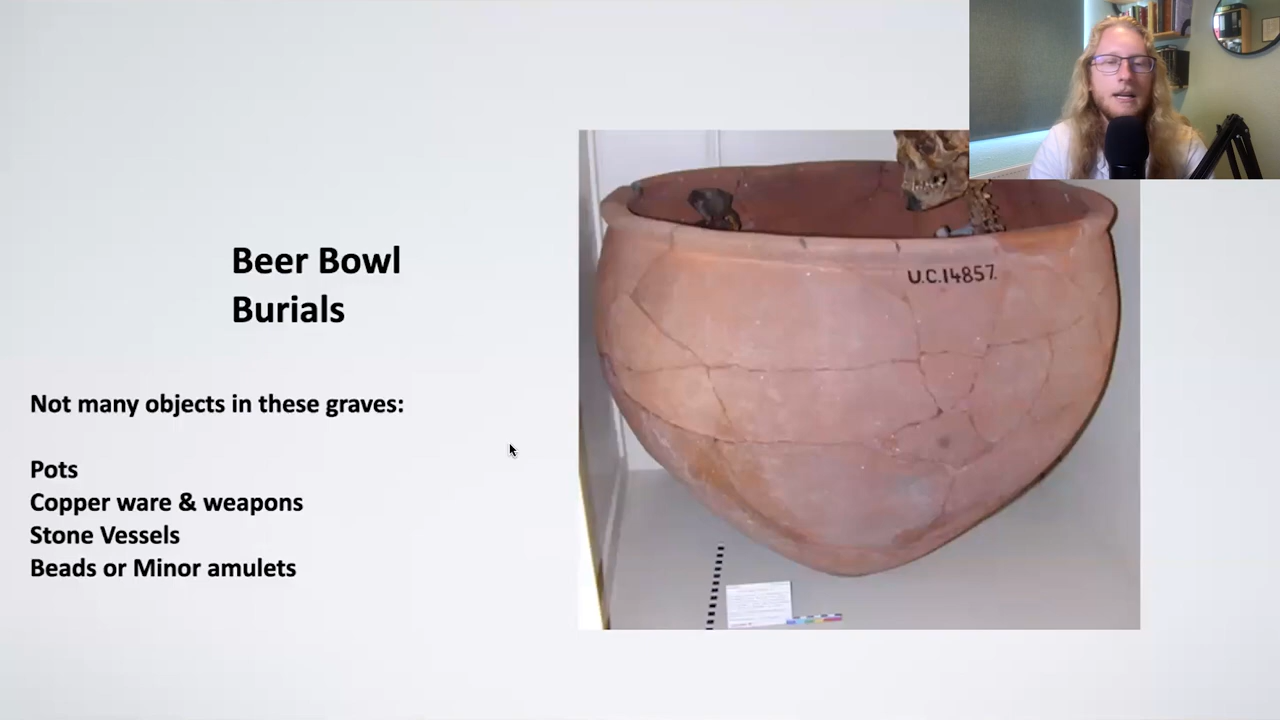 Beer Bowl
Burials
Not many objects in these graves:
Pots
Copper ware & weapons
Stone Vessels
Beads or Minor amulets
U.C.14857.